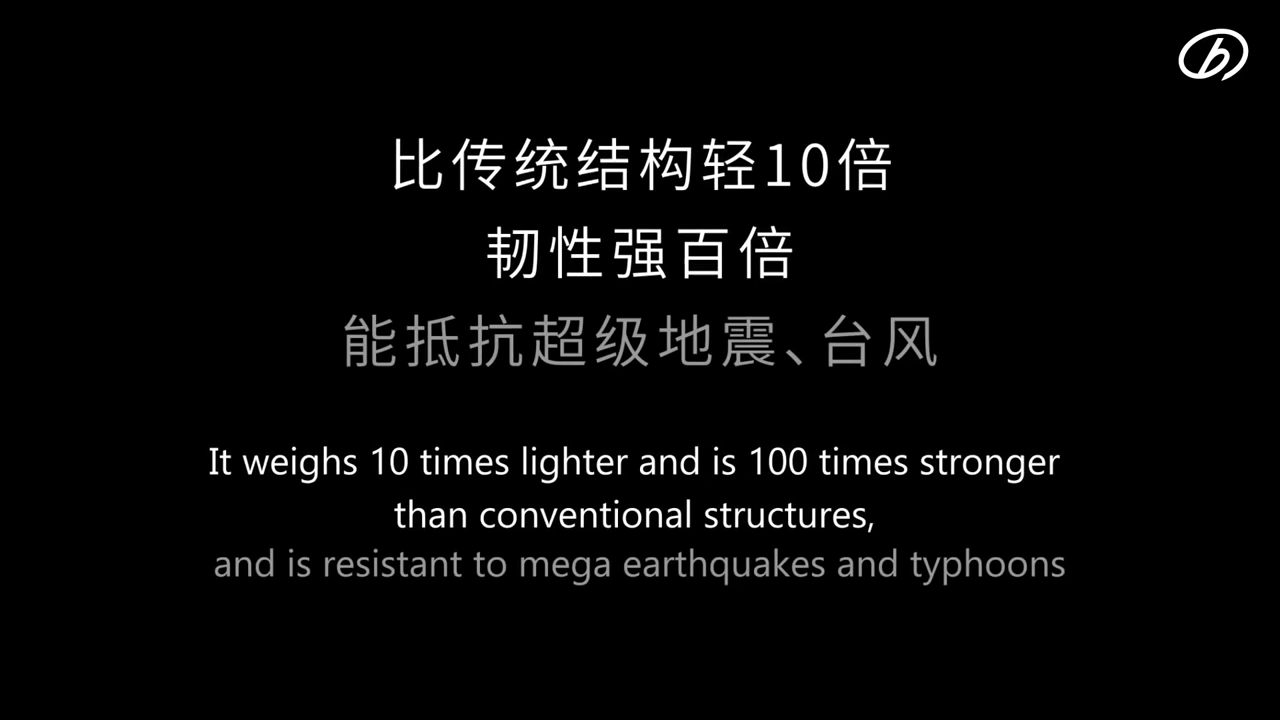 比传统结构轻10倍
韧性强百倍
能抵抗超级地震、台风
It weighs 10 times lighter and is 100 times stronger
than conventional structures,
and is resistant to mega earthquakes and typhoons